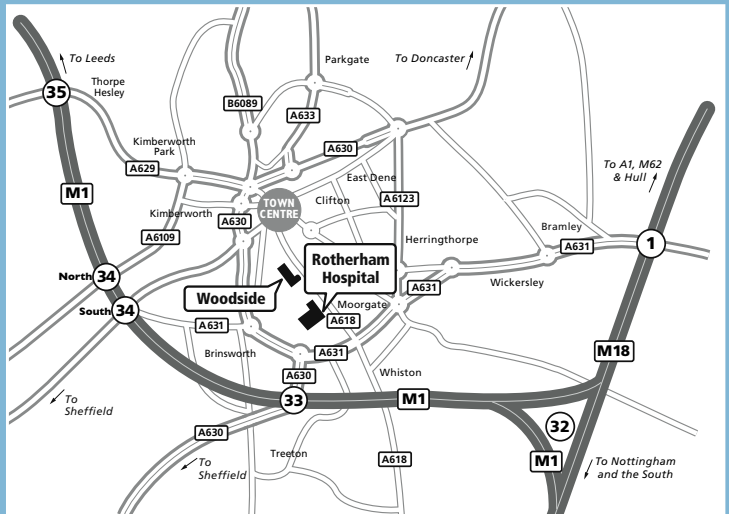 To Leeds
Parkgate
To Doncaster
Thorpe
Hesley
35
B6089
A633
Kimberworth
Park
A630
A629
East Dene
To A1, M62
& Hull
M1
TOWN
CENTRE
Clifton
A6123
Kimberworth
A630
Bramley
A6109
Herringthorpe
A631
1
Rotherham
Hospital
North
34
Wickersley
Woodside
A631
Moorgate
South
34
A618
A631
Brinsworth
A631
M18
Whiston
A630
To
Sheffield
33
M1
A630
32
Treeton
To
Sheffield
A618
M1
To Nottingham
and the South